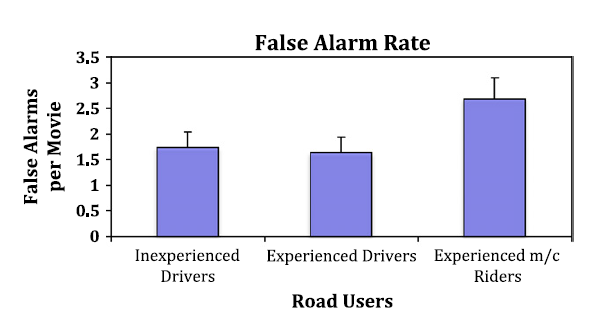 False Alarm Rate
False Alarms
per Movie
3.5
3
2.5
2
1.5
1
0.5
0
Inexperienced
Drivers
Experienced Drivers
Experienced m/c
Riders
Road Users